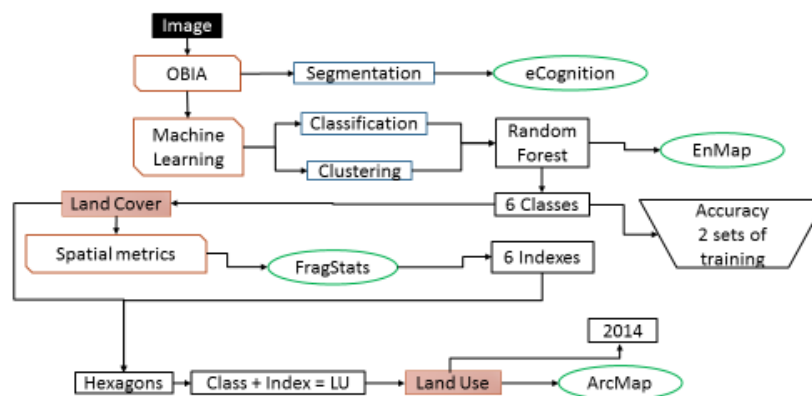 Image
OBIA
Segmentation
eCognition
Machine
Learning
Classification
Clustering
Random
Forest
EnMap
Land Cover
6 Classes
Accuracy
2 sets of
training
Spatial metrics
FragStats
6 Indexes
2014
Hexagons
Class + Index = LU
Land Use
ArcMap